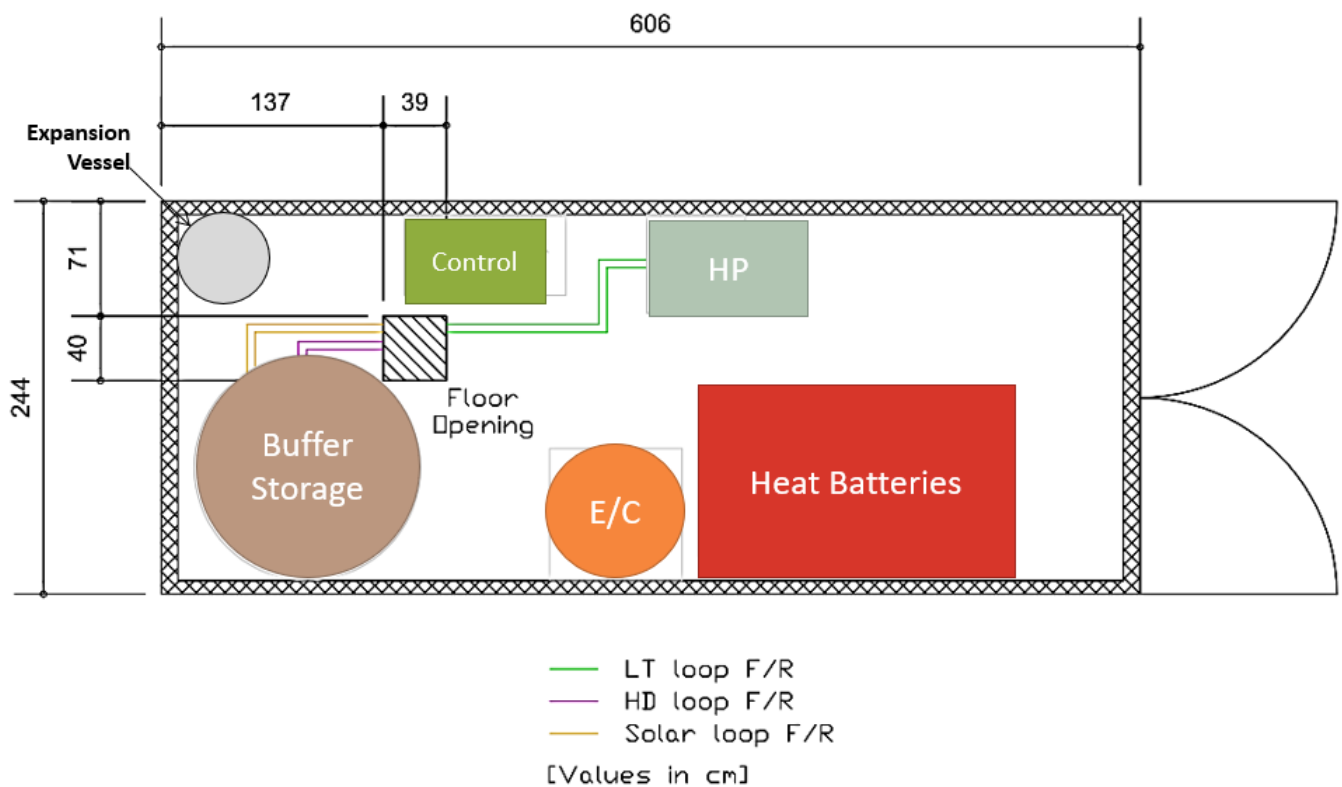 606
137
39
Expansion
Vessel
71
Control
HP
40
244
Floor
Opening
Buffer
Storage
E/C
Heat Batteries
LT loop F/R
HD loop F/R
Solar loop F/R
[Values in cm]